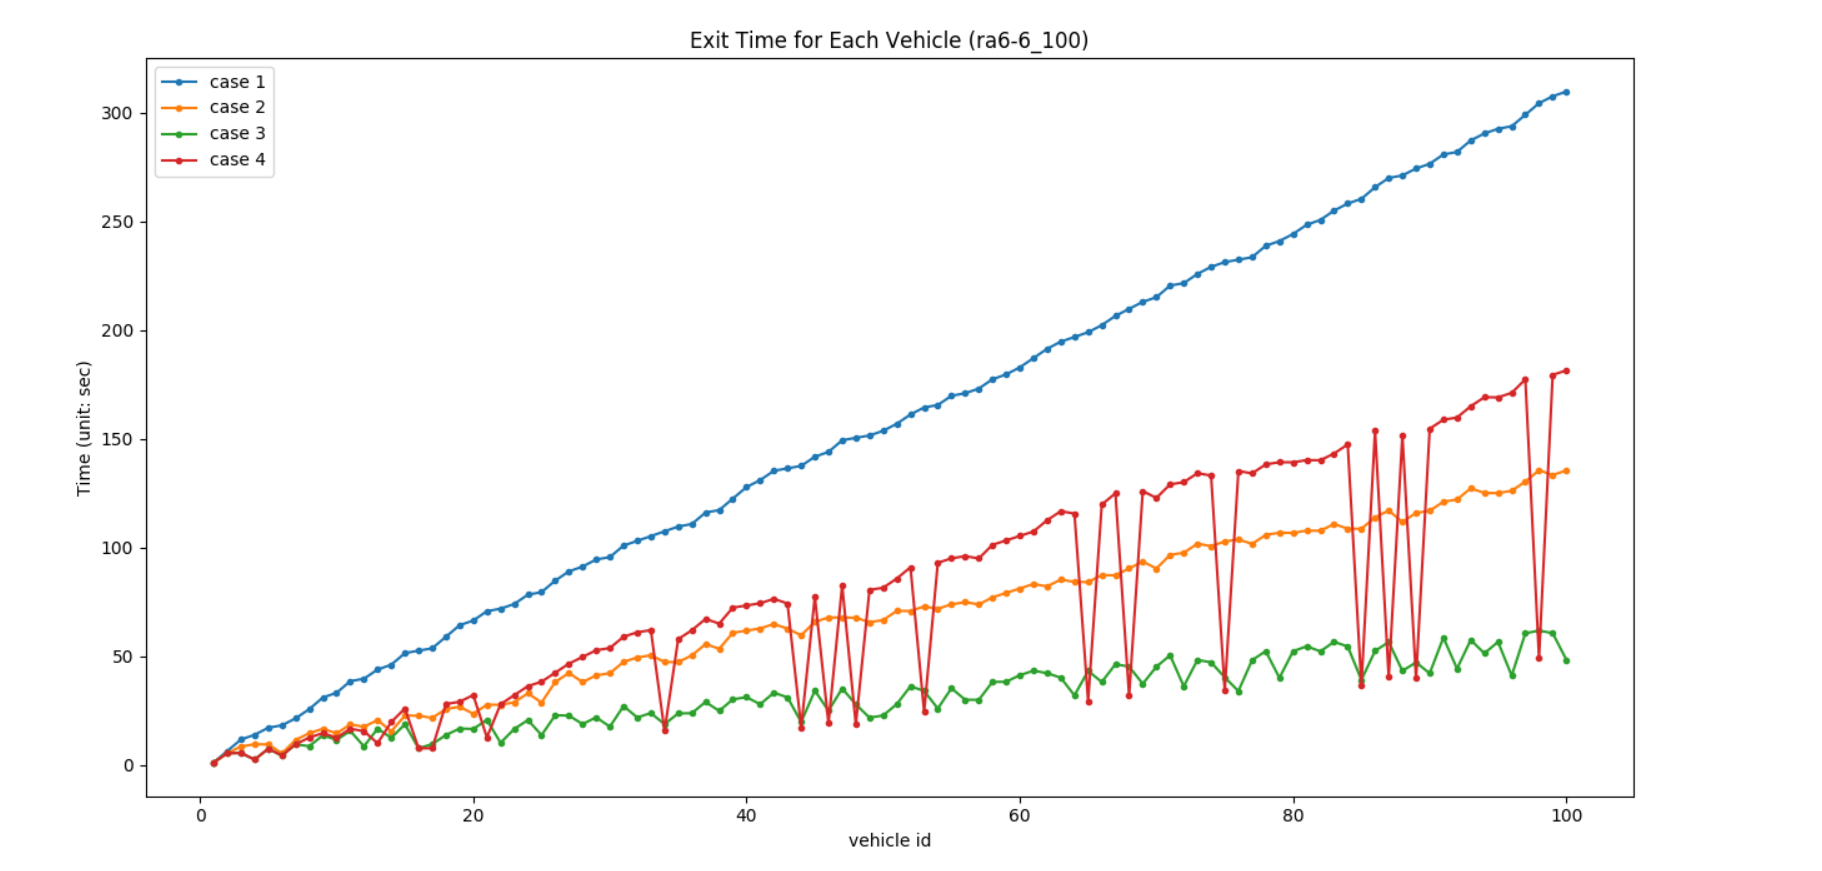 Exit Time for Each Vehicle (ra6-6_100)
case 1
case 2
case 3
case 4
Time (unit: sec)
300
250
200
150
100
50
0
0 20 40 60 80 100
vehicle id